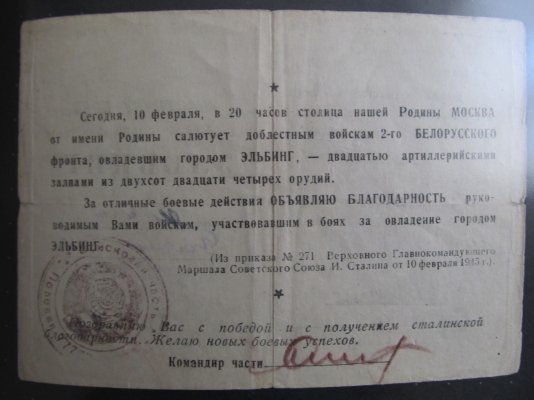 Сегодня, 10 февраля, в 20 часов столица нашей Родины МОСКВА
от имени Родины салютует доблестным войскам 2-го БЕЛОРУССКОГО
фронта, овладевшим городом ЭЛЬБИНГ, — двадцатью артиллерийскими
залпами из двухсот двадцати четырех орудий.
За отличные боевые действия ОБЪЯВЛЯЮ БЛАГОДАРНОСТЬ руко-
водимым Вами войскам, участвовавшим в боях за овладение городом
ЭЛЬБИНГ.
(Из приказа № 271 Верховного Главнокомандующего
Маршала Советского Союза И. Сталина от 10 февраля 1945 г.).
Поздравляю Вас с победой и с получением сталинской
благодарности. Желаю новых боевых успехов.
Командир части